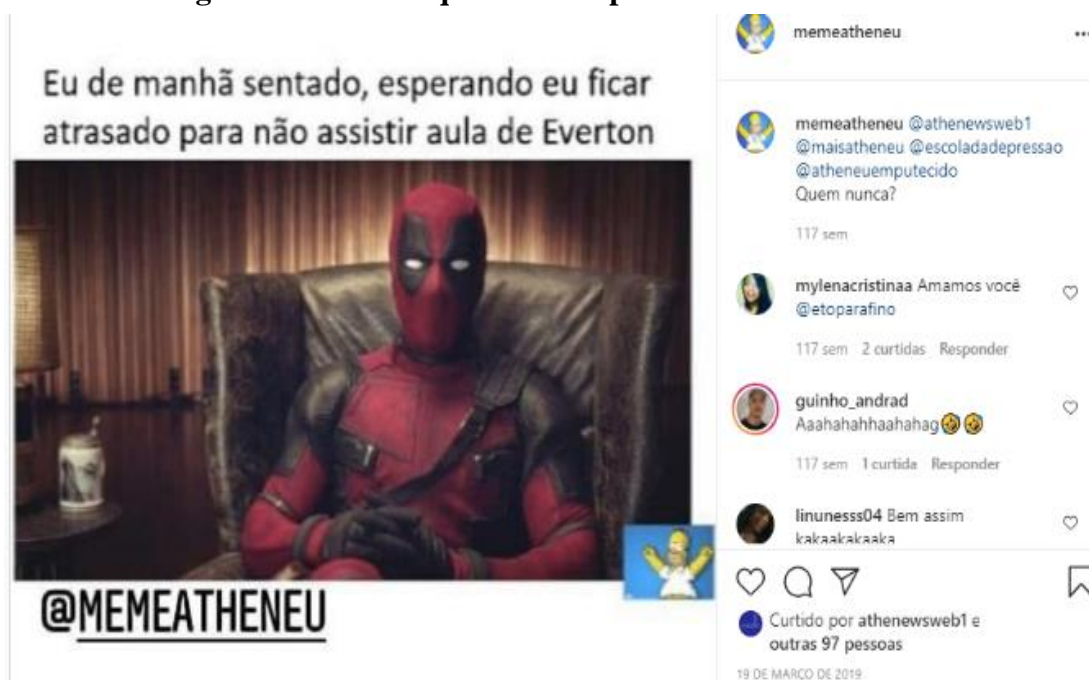 Eu de manhã sentado, esperando eu ficar
atrasado para não assistir aula de Everton
@MEMEATHENEU
memeatheneu
memeatheneu @athenewsweb1
@maisatheneu @escoladadepressao
@atheneuemputecido
Quem nunca?
117 sem
mylenacristinaa Amamos você
@etoparafino
117 sem 2 curtidas Responder
guinho_andrad
Aaahahahhaahahag🤣🤣
117 sem 1 curtida Responder
linunesss04 Bem assim
kakaakakaaka
Curtido por athenewsweb1 e
outras 97 pessoas
19 DE MARÇO DE 2019